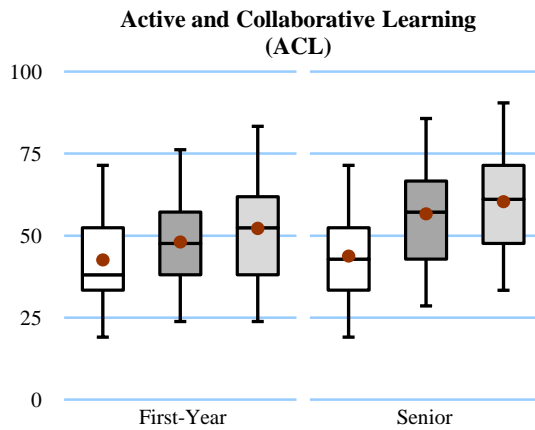 Active and Collaborative Learning
(ACL)
100
75
50
25
0
First-Year
Senior